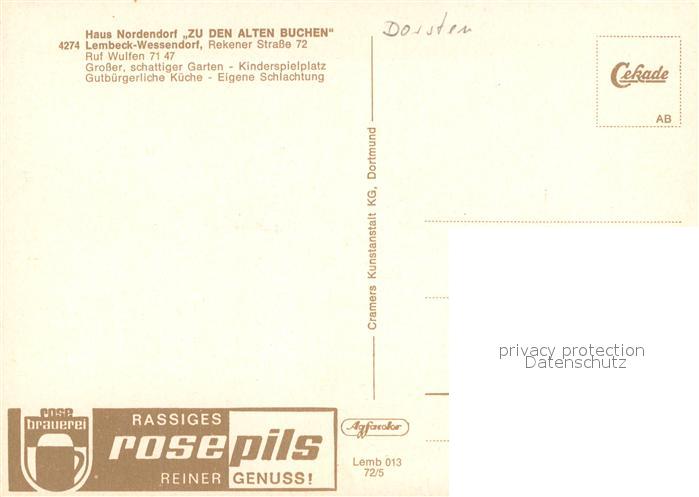 Haus Nordendorf „ZU DEN ALTEN BUCHEN"
4274 Lembeck-Wessendorf, Rekener Straße 72
Ruf Wulfen 71 47
Großer, schattiger Garten - Kinderspielplatz
Gutbürgerliche Küche - Eigene Schlachtung
Dorsten
Cekade
AB
Cramers Kunstanstalt KG, Dortmund
privacy protection
Datenschutz
rose
brauerei
RASSIGES
rosepils
REINER GENUSS!
Agfacolor
Lemb 013
72/5